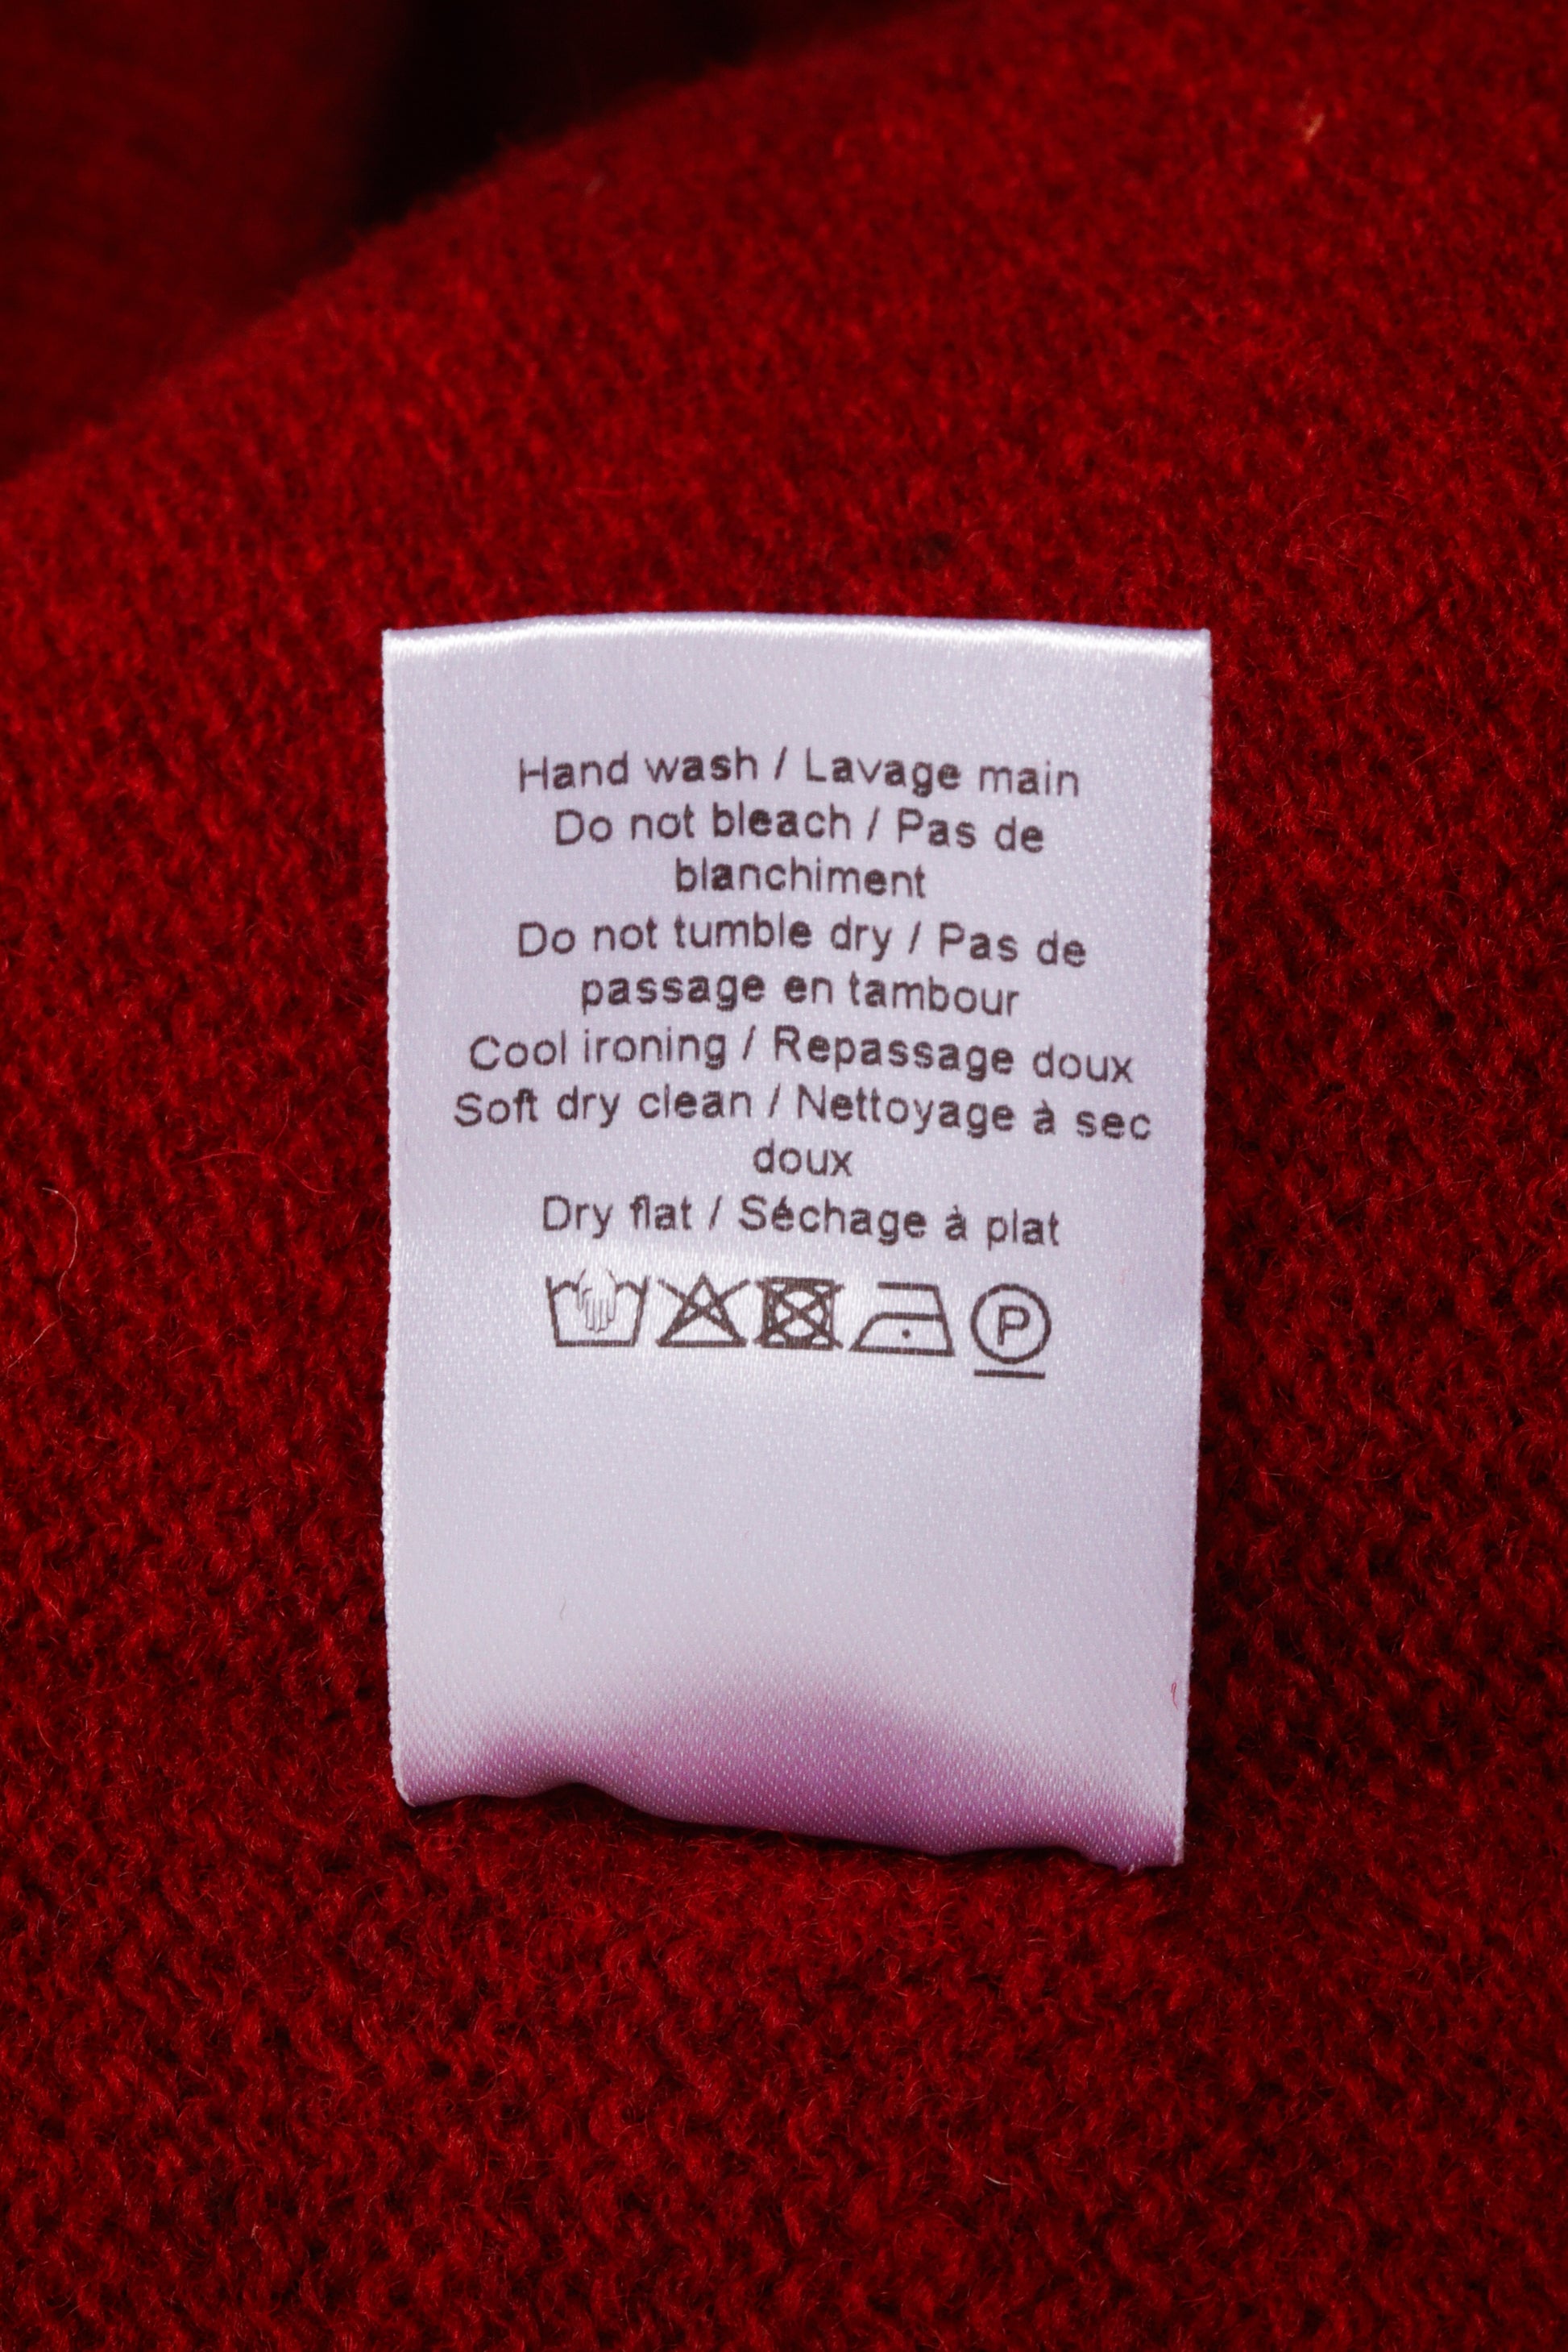 Hand wash / Lavage main
Do not bleach / Pas de
blanchiment
Do not tumble dry / Pas de
passage en tambour
Cool ironing / Repassage doux
Soft dry clean / Nettoyage à sec
doux
Dry flat / Séchage à plat
P